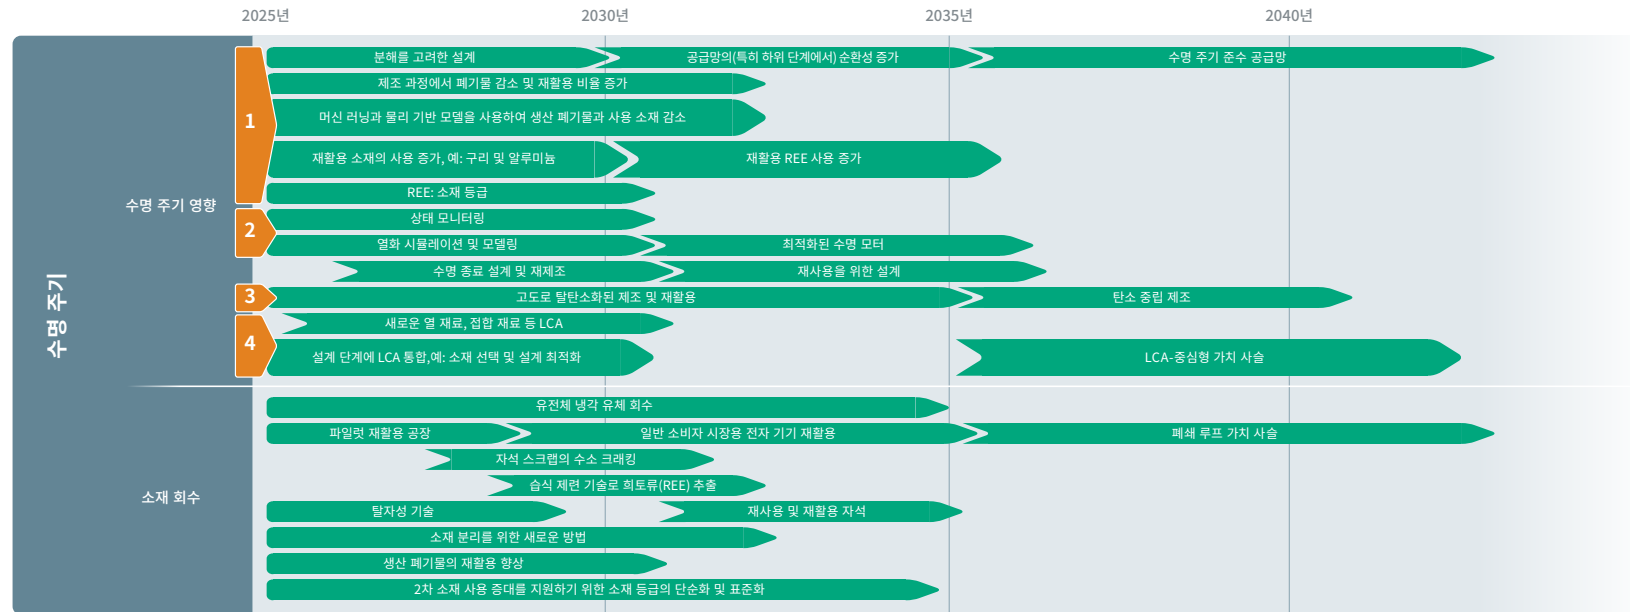 2025년
2030년
2035년
2040년
수명 주기
수명 주기 영향
1
분해를 고려한 설계
공급망의(특히 하위 단계에서) 순환성 증가
수명 주기 준수 공급망
제조 과정에서 폐기물 감소 및 재활용 비율 증가
머신 러닝과 물리 기반 모델을 사용하여 생산 폐기물과 사용 소재 감소
재활용 소재의 사용 증가, 예: 구리 및 알루미늄
재활용 REE 사용 증가
REE: 소재 등급
2
상태 모니터링
열화 시뮬레이션 및 모델링
최적화된 수명 모터
수명 종료 설계 및 재제조
재사용을 위한 설계
3
고도로 탈탄소화된 제조 및 재활용
탄소 중립 제조
4
새로운 열 재료, 접합 재료 등 LCA
설계 단계에 LCA 통합,예: 소재 선택 및 설계 최적화
LCA-중심형 가치 사슬
소재 회수
유전체 냉각 유체 회수
파일럿 재활용 공장
일반 소비자 시장용 전자 기기 재활용
폐쇄 루프 가치 사슬
자석 스크랩의 수소 크래킹
습식 제련 기술로 희토류(REE) 추출
탈자성 기술
재사용 및 재활용 자석
소재 분리를 위한 새로운 방법
생산 폐기물의 재활용 향상
2차 소재 사용 증대를 지원하기 위한 소재 등급의 단순화 및 표준화